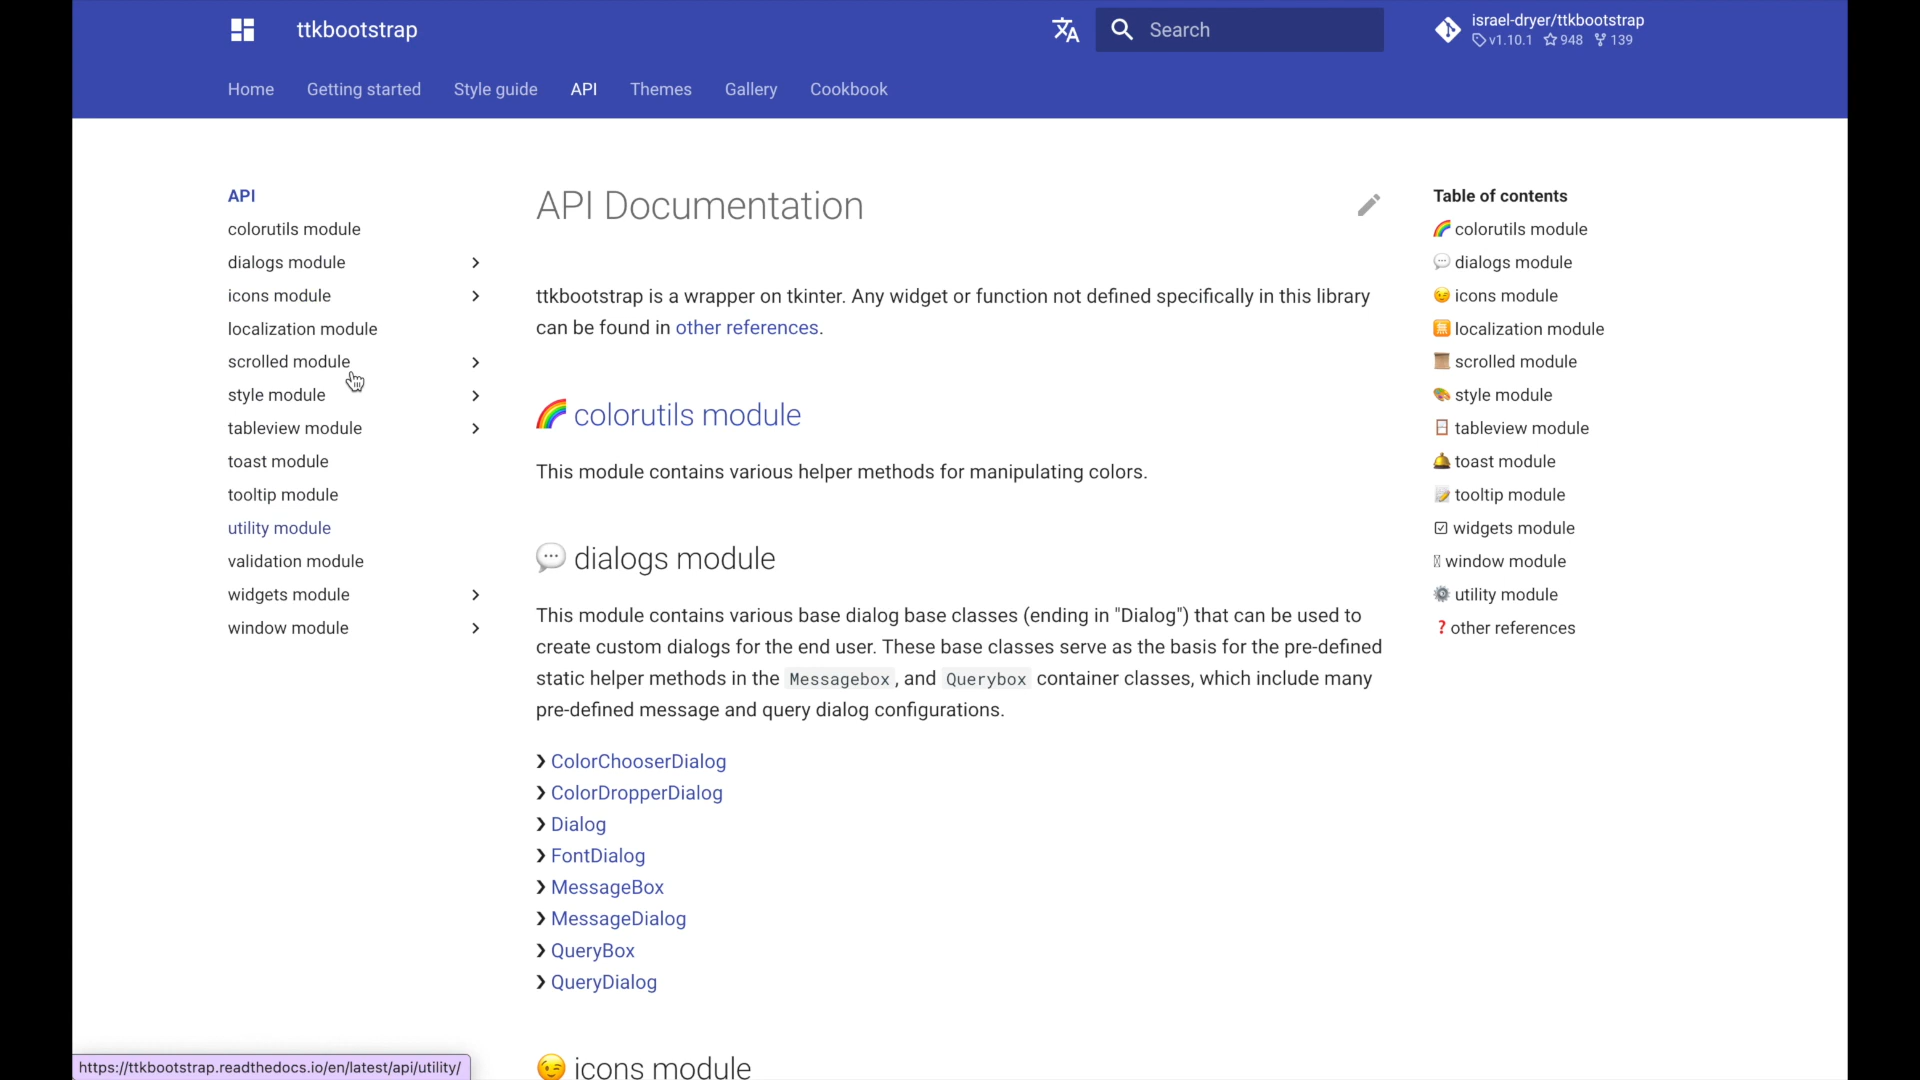 ttkbootstrap
Search
israel-dryer/ttkbootstrap
v1.10.1 948 139
Home Getting started Style guide API Themes Gallery Cookbook
API
colorutils module
dialogs module
icons module
localization module
scrolled module
style module
tableview module
toast module
tooltip module
utility module
validation module
widgets module
window module
API Documentation
ttkbootstrap is a wrapper on tkinter. Any widget or function not defined specifically in this library
can be found in other references.
🌈 colorutils module
This module contains various helper methods for manipulating colors.
💬 dialogs module
This module contains various base dialog base classes (ending in "Dialog") that can be used to
create custom dialogs for the end user. These base classes serve as the basis for the pre-defined
static helper methods in the Messagebox, and Querybox container classes, which include many
pre-defined message and query dialog configurations.
❯ ColorChooserDialog
❯ ColorDropperDialog
❯ Dialog
❯ FontDialog
❯ MessageBox
❯ MessageDialog
❯ QueryBox
❯ QueryDialog
😉 icons module
Table of contents
🌈 colorutils module
💬 dialogs module
😉 icons module
🈚 localization module
📜 scrolled module
🎨 style module
🪟 tableview module
🛎 toast module
📝 tooltip module
☑ widgets module
window module
⚙ utility module
❓ other references
https://ttkbootstrap.readthedocs.io/en/latest/api/utility/